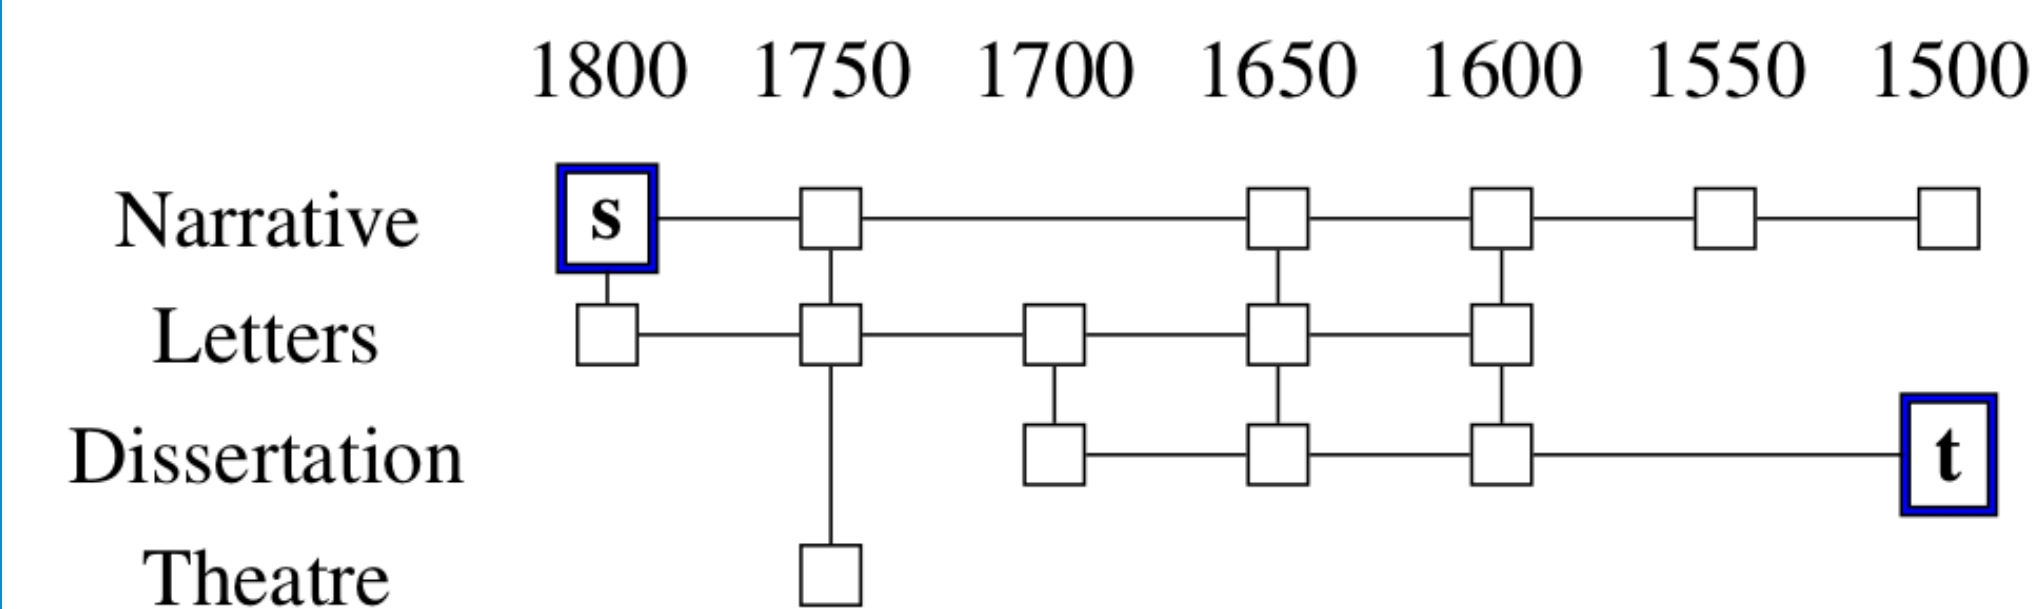 1800 1750 1700 1650 1600 1550 1500
Narrative s
Letters
Dissertation t
Theatre